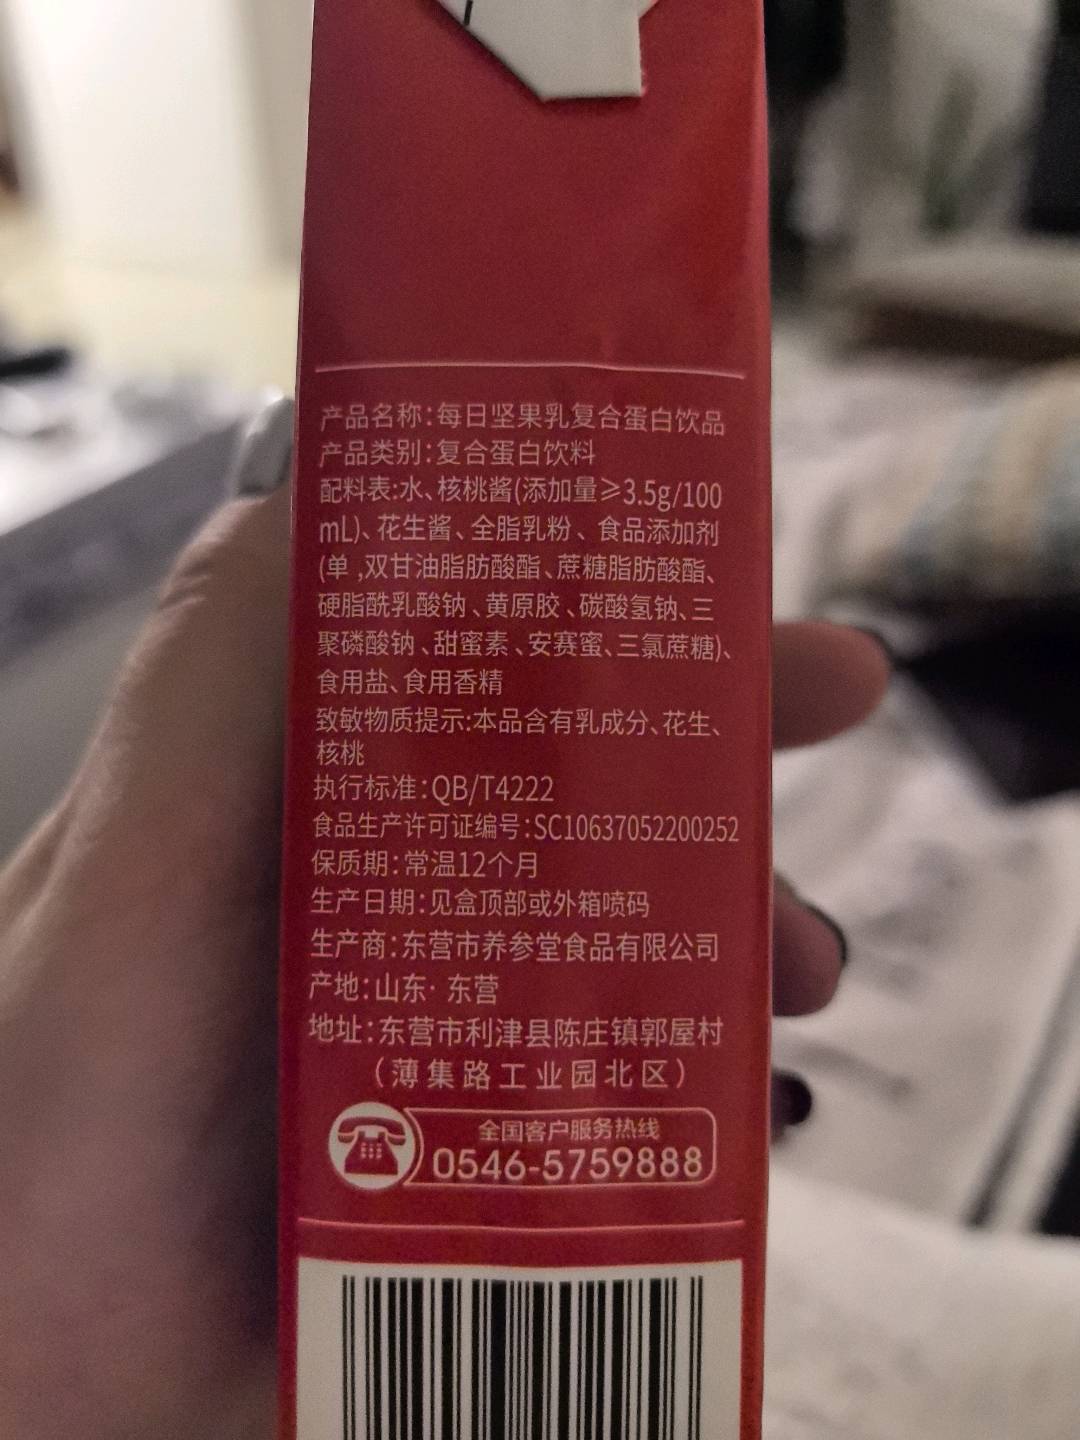 产品名称:每日坚果乳复合蛋白饮品
产品类别:复合蛋白饮料
配料表:水、核桃酱(添加量≥3.5g/100
mL)、花生酱、全脂乳粉、食品添加剂
(单,双甘油脂肪酸酯、蔗糖脂肪酸酯、
硬脂酰乳酸钠、黄原胶、碳酸氢钠、三
聚磷酸钠、甜蜜素、安赛蜜、三氯蔗糖)、
食用盐、食用香精
致敏物质提示:本品含有乳成分、花生、
核桃
执行标准:QB/T4222
食品生产许可证编号:SC10637052200252
保质期:常温12个月
生产日期:见盒顶部或外箱喷码
生产商:东营市养参堂食品有限公司
产地:山东·东营
地址:东营市利津县陈庄镇郭屋村
(薄集路工业园北区)
全国客户服务热线
0546-5759888